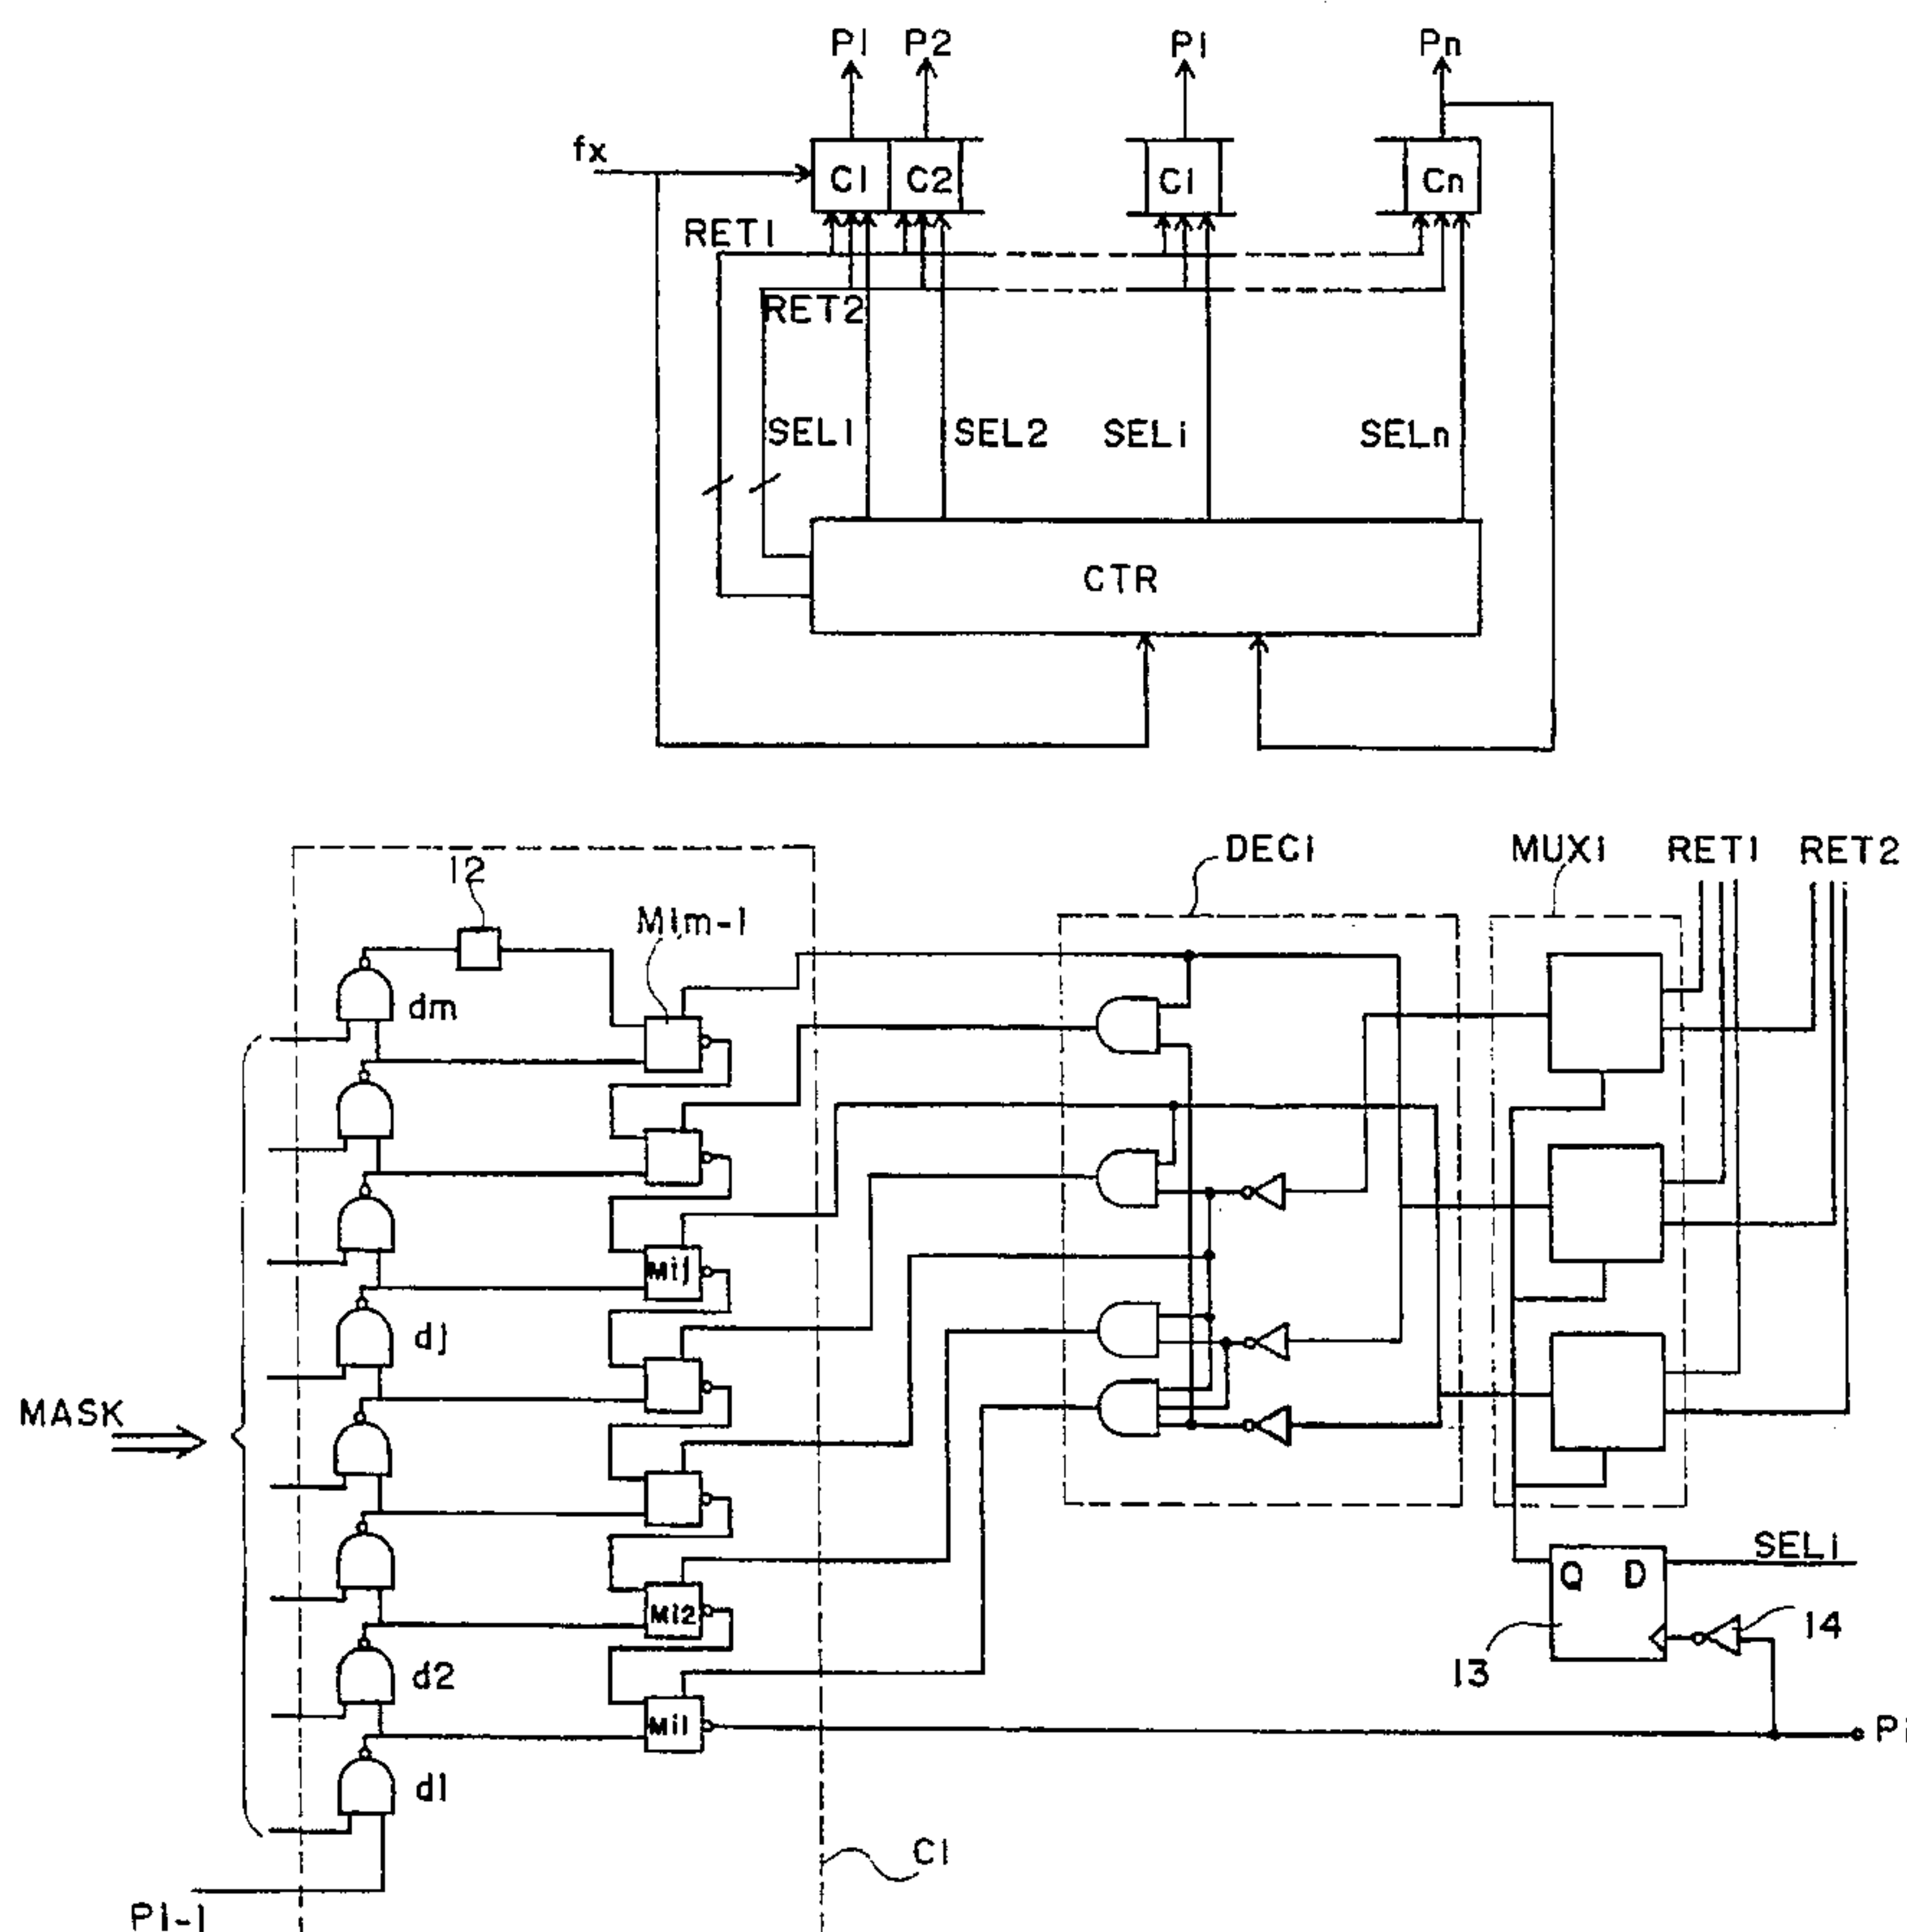 P1 P2 Pi Pn
fx
C1 C2 Ci Cn
RET1
RET2
SEL1 SEL2 SELi SELn
CTR
DECi MUXi RET1 RET2
12
Mim-1
dm
Mij
dj
MASK
Mi2
d2
Mi1
d1
Q D SELi
14
13
Pi
Ci
Pi-1